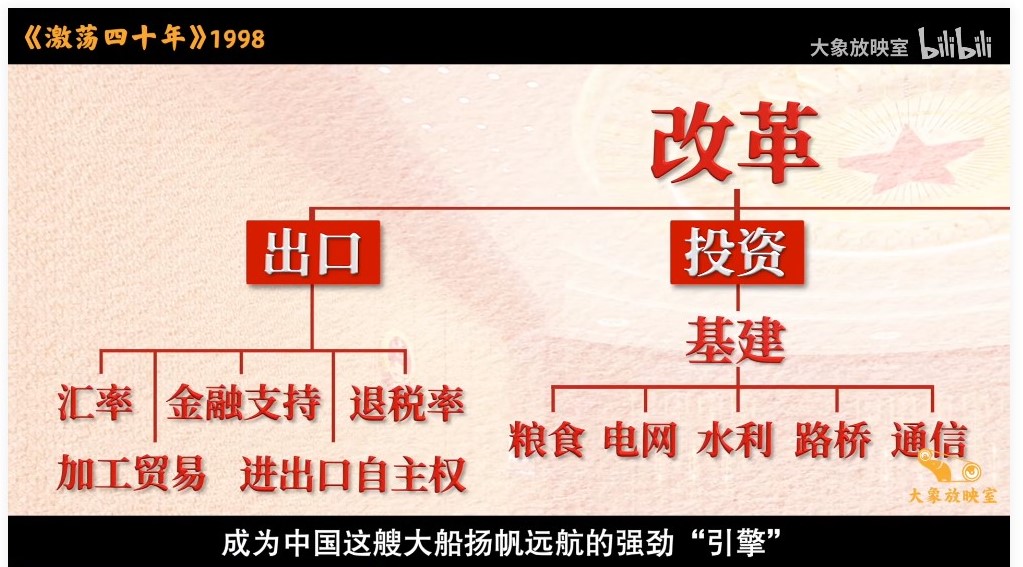 《激荡四十年》1998
大象放映室 bilibili
改革
出口 投资
基建
汇率 金融支持 退税率
粮食 电网 水利 路桥 通信
加工贸易 进出口自主权
大象放映室
成为中国这艘大船扬帆远航的强劲“引擎”